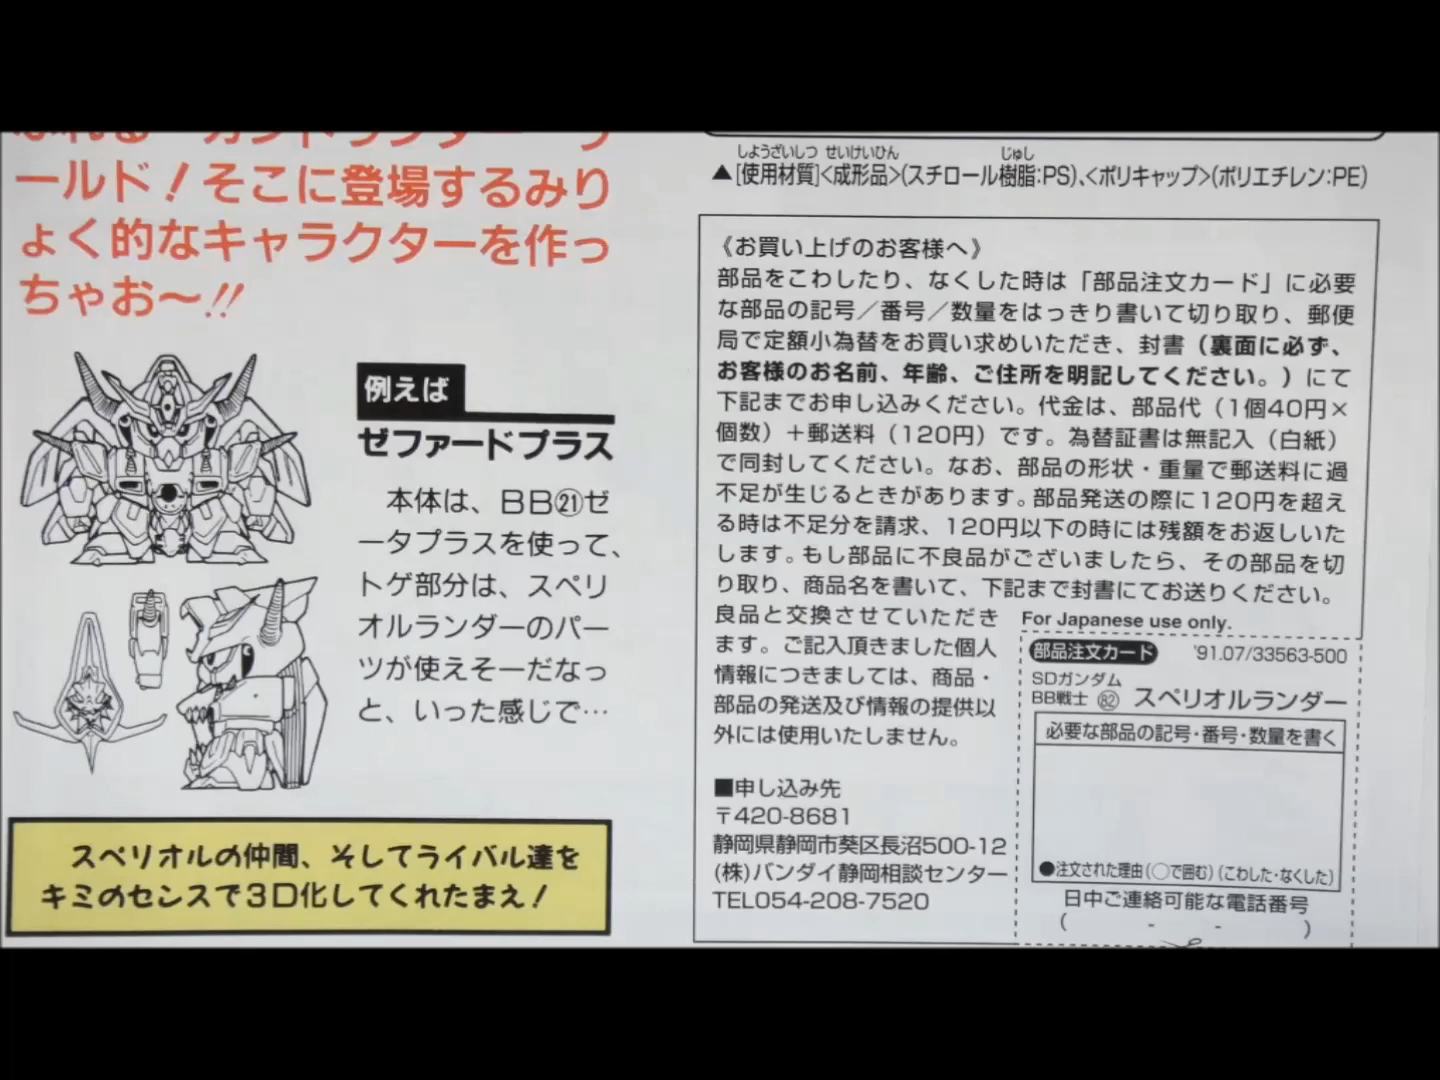 ールド！そこに登場するみり
ょく的なキャラクターを作っ
ちゃお〜!!
例えば
ゼファードプラス
本体は、BB㉑ゼ
ータプラスを使って、
トゲ部分は、スペリ
オルランダーのパー
ツが使えそーだなっ
と、いった感じで…
スペリオルの仲間、そしてライバル達を
キミのセンスで3D化してくれたまえ！
しようざいしつ せいけいひん じゅし
▲[使用材質]<成形品>(スチロール樹脂:PS)、<ポリキャップ>(ポリエチレン:PE)
《お買い上げのお客様へ》
部品をこわしたり、なくした時は「部品注文カード」に必要
な部品の記号／番号／数量をはっきり書いて切り取り、郵便
局で定額小為替をお買い求めいただき、封書（裏面に必ず、
お客様のお名前、年齢、ご住所を明記してください。）にて
下記までお申し込みください。代金は、部品代（1個40円×
個数）＋郵送料（120円）です。為替証書は無記入（白紙）
で同封してください。なお、部品の形状・重量で郵送料に過
不足が生じるときがあります。部品発送の際に120円を超え
る時は不足分を請求、120円以下の時には残額をお返しいた
します。もし部品に不良品がございましたら、その部品を切
り取り、商品名を書いて、下記まで封書にてお送りください。
良品と交換させていただき
ます。ご記入頂きました個人
情報につきましては、商品・
部品の発送及び情報の提供以
外には使用いたしません。
■申し込み先
〒420-8681
静岡県静岡市葵区長沼500-12
(株)バンダイ静岡相談センター
TEL054-208-7520
For Japanese use only.
部品注文カード '91.07/33563-500
SDガンダム
BB戦士 82 スペリオルランダー
必要な部品の記号・番号・数量を書く
●注文された理由(○で囲む)(こわした・なくした)
日中ご連絡可能な電話番号
( - - )